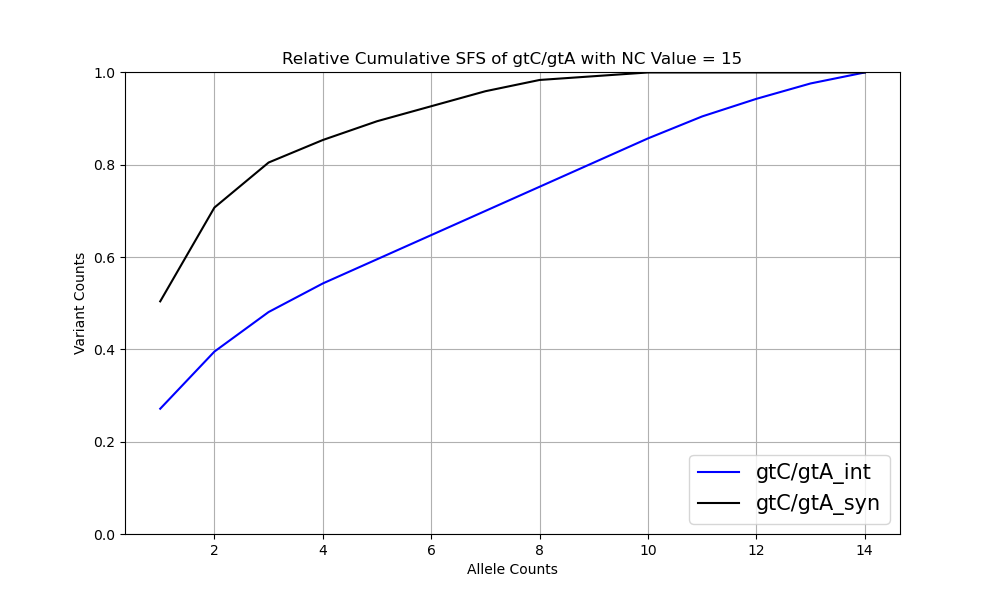 Relative Cumulative SFS of gtC/gtA with NC Value = 15
Variant Counts
1.0
0.8
0.6
0.4
0.2
0.0
2 4 6 8 10 12 14
Allele Counts
gtC/gtA_int
gtC/gtA_syn